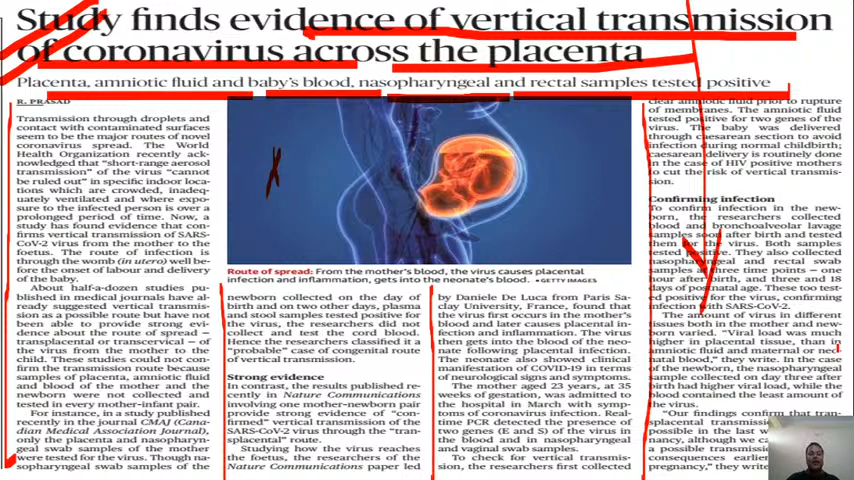 Study finds evidence of vertical transmission
of coronavirus across the placenta
Placenta, amniotic fluid and baby's blood, nasopharyngeal and rectal samples tested positive
R. PRASAD
Transmission through droplets and
contact with contaminated surfaces
seem to be the major routes of novel
coronavirus spread. The World
Health Organization recently ack-
nowledged that "short-range aerosol
transmission" of the virus "cannot
be ruled out" in specific indoor loca-
tions which are crowded, inadeq-
uately ventilated and where expo-
sure to the infected person is over a
prolonged period of time. Now, a
study has found evidence that con-
firms vertical transmission of SARS-
CoV-2 virus from the mother to the
foetus. The route of infection is
through the womb (in utero) well be-
fore the onset of labour and delivery
of the baby.
About half-a-dozen studies pu-
blished in medical journals have al-
ready suggested vertical transmis-
sion as a possible route but have not
been able to provide strong evi-
dence about the route of spread –
transplacental or transcervical – of
the virus from the mother to the
child. These studies could not con-
firm the transmission route because
samples of placenta, amniotic fluid
and blood of the mother and the
newborn were not collected and
tested in every mother-infant pair.
For instance, in a study published
recently in the journal CMAJ (Cana-
dian Medical Association Journal),
only the placenta and nasopharyn-
geal swab samples of the mother
were tested for the virus. Though na-
sopharyngeal swab samples of the
Route of spread: From the mother's blood, the virus causes placental
infection and inflammation, gets into the neonate's blood. • GETTY IMAGES
newborn collected on the day of
birth and on two other days, plasma
and stool samples tested positive for
the virus, the researchers did not
collect and test the cord blood.
Hence the researchers classified it a
"probable" case of congenital route
of vertical transmission.
Strong evidence
In contrast, the results published re-
cently in Nature Communications
involving one mother-newborn pair
provide strong evidence of "con-
firmed" vertical transmission of the
SARS-CoV-2 virus through the "tran-
splacental" route.
Studying how the virus reaches
the foetus, the researchers of the
Nature Communications paper led
by Daniele De Luca from Paris Sa-
clay University, France, found that
the virus first occurs in the mother's
blood and later causes placental in-
fection and inflammation. The virus
then gets into the blood of the neo-
nate following placental infection.
The neonate also showed clinical
manifestation of COVID-19 in terms
of neurological signs and symptoms.
The mother aged 23 years, at 35
weeks of gestation, was admitted to
the hospital in March with symp-
toms of coronavirus infection. Real-
time PCR detected the presence of
two genes (E and S) of the virus in
the blood and in nasopharyngeal
and vaginal swab samples.
To check for vertical transmis-
sion, the researchers first collected
clear amniotic fluid prior to rupture
of membranes. The amniotic fluid
tested positive for two genes of the
virus. The baby was delivered
through caesarean section to avoid
infection during normal childbirth;
caesarean delivery is routinely done
in the case of HIV positive mothers
to cut the risk of vertical transmis-
sion.
Confirming infection
To confirm infection in the new-
born, the researchers collected
blood and bronchoalveolar lavage
samples soon after birth and tested
them for the virus. Both samples
tested positive. They also collected
nasopharyngeal and rectal swab
samples at three time points – one
hour after birth, and three and 18
days of postnatal age. These too test-
ed positive for the virus, confirming
infection with SARS-CoV-2.
The amount of virus in different
tissues both in the mother and new-
born varied. "Viral load was much
higher in placental tissue, than in
amniotic fluid and maternal or neo-
natal blood," they write. In the case
of the newborn, the nasopharyngeal
sample collected on day three after
birth had higher viral load, while the
blood contained the least amount of
the virus.
"Our findings confirm that tran-
splacental
possible in the last
nancy, although we
a possible transmiss
consequences earlier
pregnancy," they write